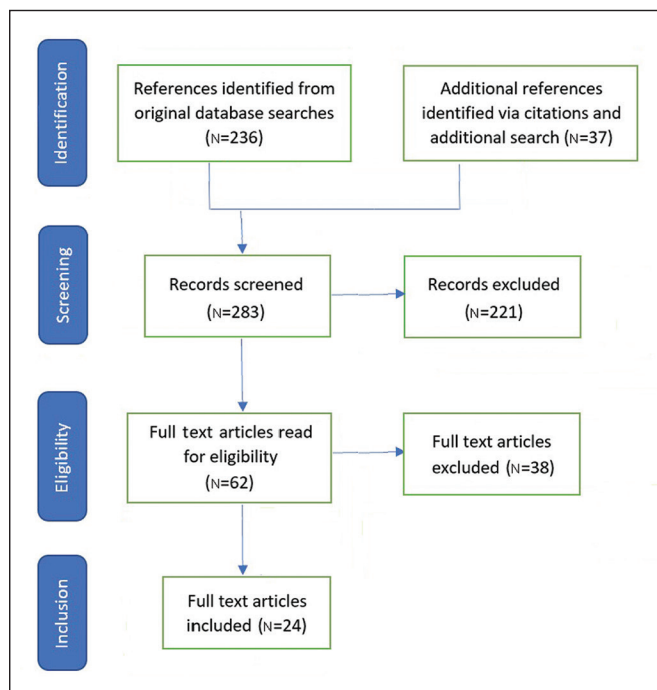 Identification
References identified from
original database searches
(N=236)
Additional references
identified via citations and
additional search (N=37)
Screening
Records screened
(N=283)
Records excluded
(N=221)
Eligibility
Full text articles read
for eligibility
(N=62)
Full text articles
excluded (N=38)
Inclusion
Full text articles
included (N=24)